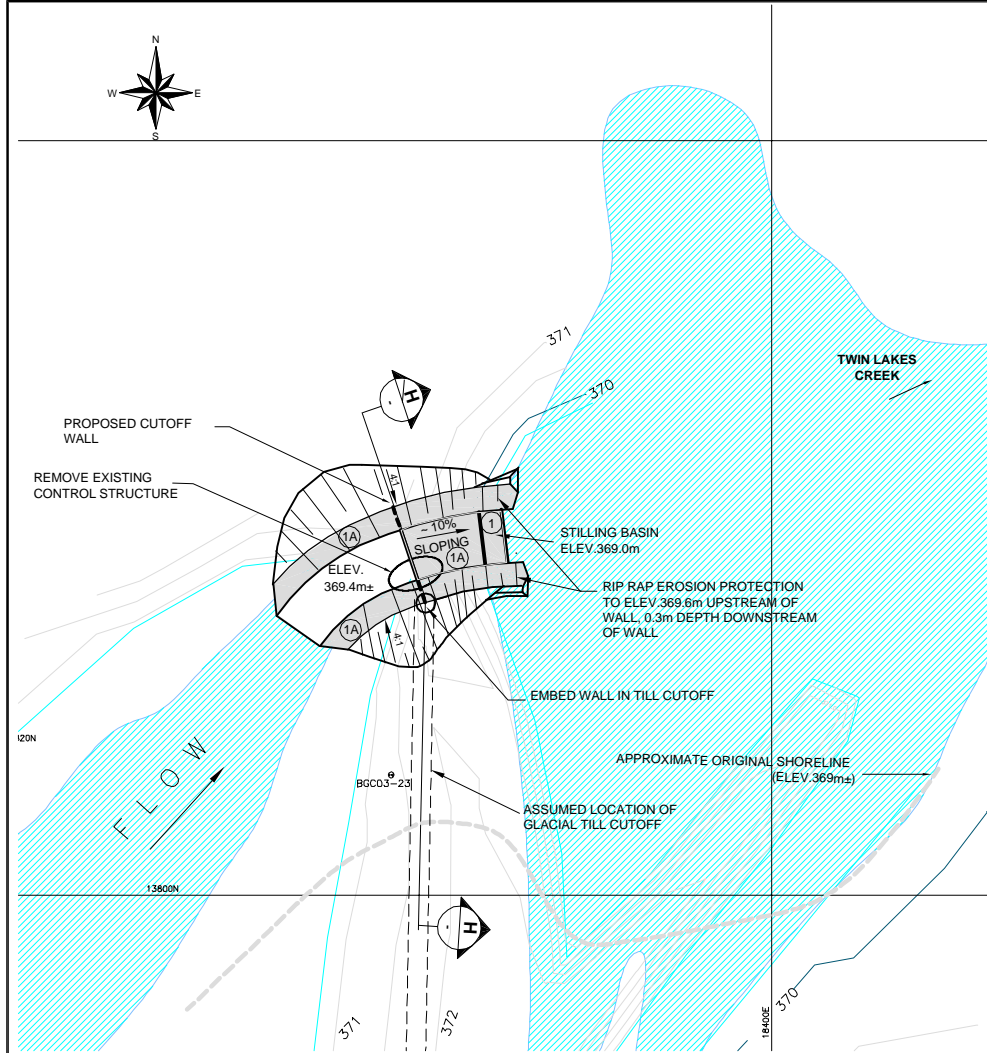 N
W
E
S
371
370
TWIN LAKES
CREEK
H
-
PROPOSED CUTOFF
WALL
REMOVE EXISTING
CONTROL STRUCTURE
4:1
1A
~ 10%
SLOPING
1
1A
STILLING BASIN
ELEV.369.0m
ELEV.
369.4m±
RIP RAP EROSION PROTECTION
TO ELEV.369.6m UPSTREAM OF
WALL, 0.3m DEPTH DOWNSTREAM
OF WALL
1A
4:1
EMBED WALL IN TILL CUTOFF
FLOW
APPROXIMATE ORIGINAL SHORELINE
(ELEV.369m±)
BGC03-23
ASSUMED LOCATION OF
GLACIAL TILL CUTOFF
13800N
H
-
371
372
18400E
370